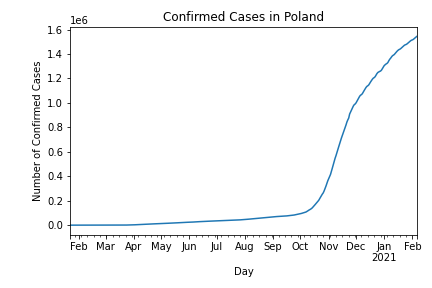 Confirmed Cases in Poland
1e6
1.6
1.4
1.2
1.0
0.8
0.6
0.4
0.2
0.0
Number of Confirmed Cases
Feb Mar Apr May Jun Jul Aug Sep Oct Nov Dec Jan Feb
2021
Day